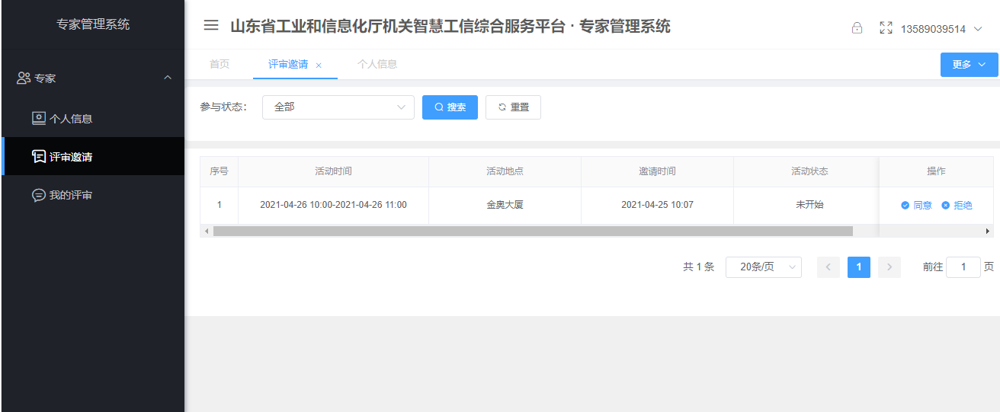 专家管理系统
专家
个人信息
评审邀请
我的评审
山东省工业和信息化厅机关智慧工信综合服务平台 · 专家管理系统
13589039514
首页 评审邀请 × 个人信息
更多
参与状态： 全部 搜索 重置
序号 活动时间 活动地点 邀请时间 活动状态 操作
1 2021-04-26 10:00-2021-04-26 11:00 金奥大厦 2021-04-25 10:07 未开始 同意 拒绝
共 1 条 20条/页 1 前往 1 页